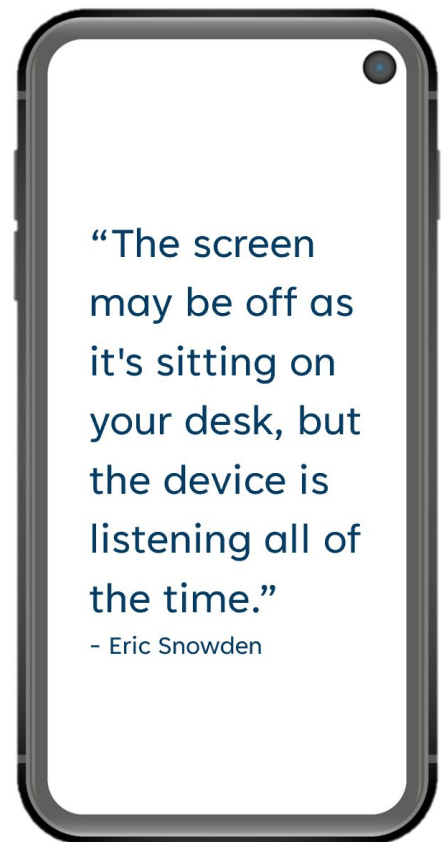 “The screen
may be off as
it's sitting on
your desk, but
the device is
listening all of
the time.”
- Eric Snowden